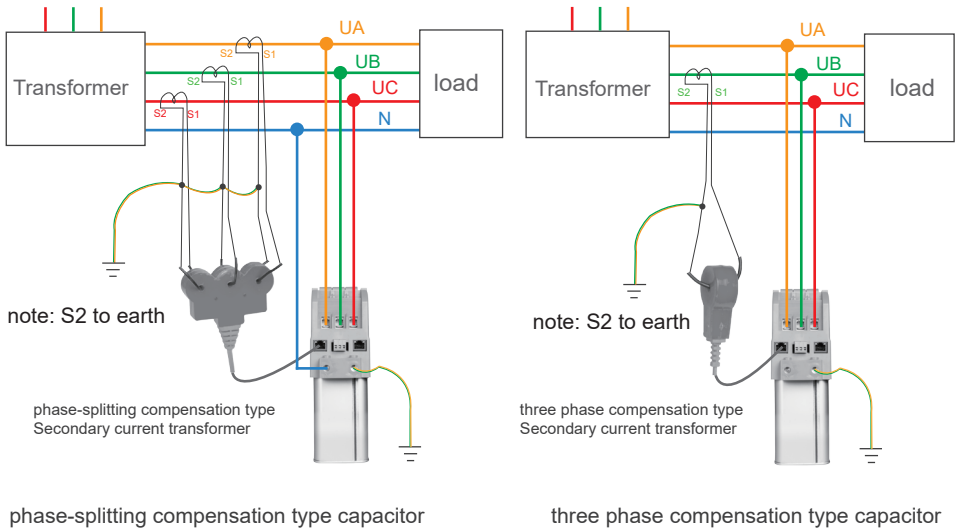 UA
S2
S1
UB
S2
S1
Transformer
load
UC
S2
S1
N
note: S2 to earth
phase-splitting compensation type
Secondary current transformer
phase-splitting compensation type capacitor
UA
UB
S2
S1
Transformer
load
UC
N
note: S2 to earth
three phase compensation type
Secondary current transformer
three phase compensation type capacitor